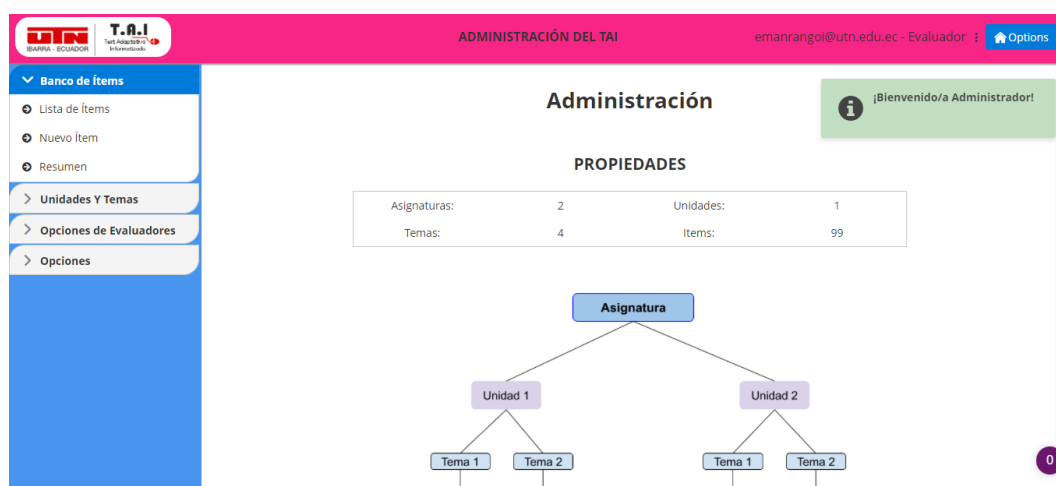 UTN
IBARRA - ECUADOR
T.A.I
Test Adaptativo
Informatizado
ADMINISTRACIÓN DEL TAI
emanrangoi@utn.edu.ec - Evaluador
Options
Banco de Ítems
Lista de Ítems
Nuevo Ítem
Resumen
Unidades Y Temas
Opciones de Evaluadores
Opciones
Administración
¡Bienvenido/a Administrador!
PROPIEDADES
Asignaturas: 2 Unidades: 1
Temas: 4 Items: 99
Asignatura
Unidad 1 Unidad 2
Tema 1 Tema 2 Tema 1 Tema 2
0